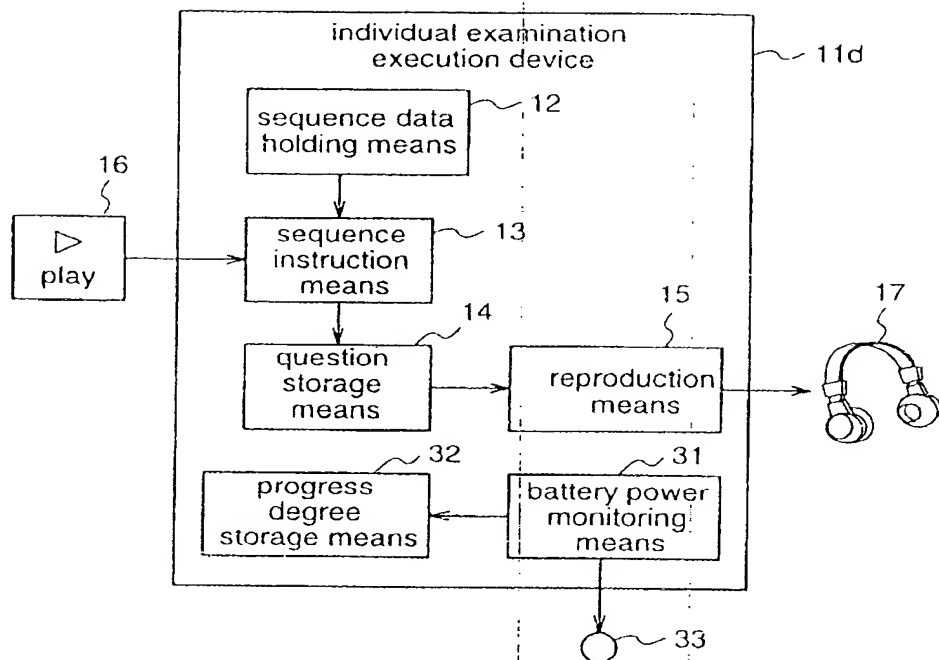 individual examination
execution device
11d
12
sequence data
holding means
16
play
13
sequence
instruction
means
14
question
storage
means
15
reproduction
means
17
32
progress
degree
storage means
31
battery power
monitoring
means
33